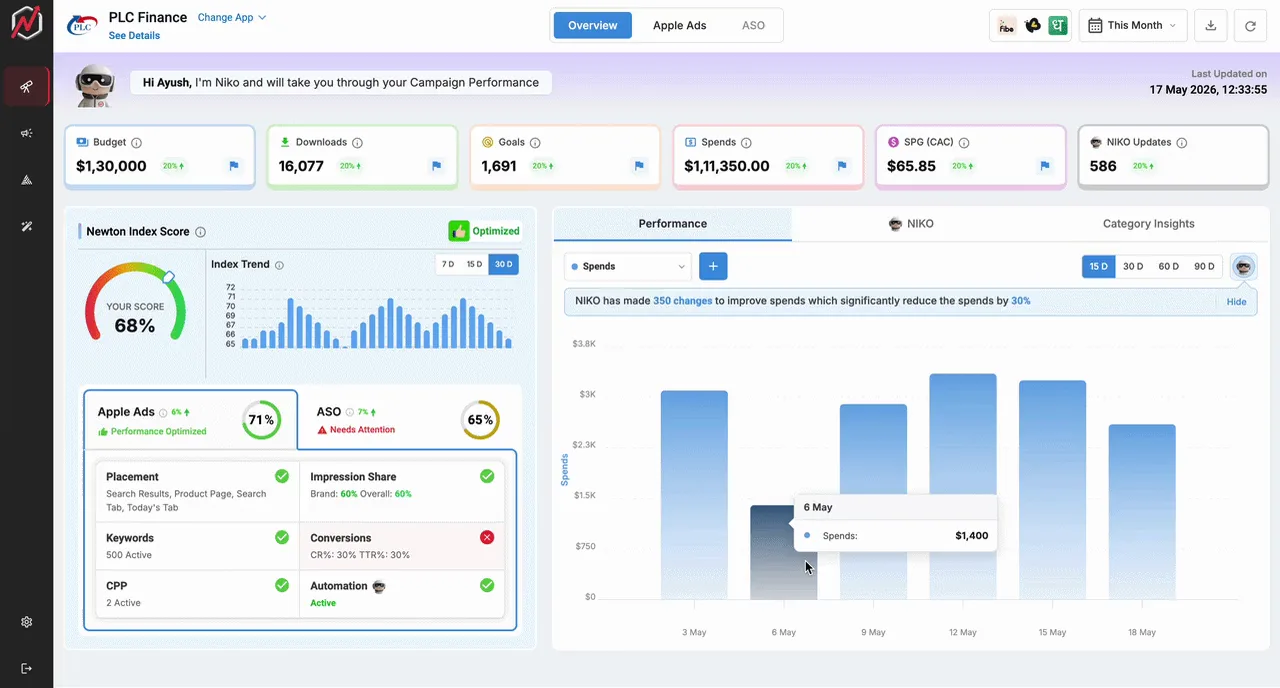 PLC
PLC Finance
Change App
See Details
Overview
Apple Ads
ASO
fibe
घ
This Month
Hi Ayush, I'm Niko and will take you through your Campaign Performance
Last Updated on
17 May 2026, 12:33:55
Budget
$1,30,000
20%
Downloads
16,077
20%
Goals
1,691
20%
Spends
$1,11,350.00
20%
SPG (CAC)
$65.85
20%
NIKO Updates
586
20%
Newton Index Score
Optimized
YOUR SCORE
68%
Index Trend
7 D
15 D
30 D
72
71
70
69
67
66
65
Apple Ads
6%
Performance Optimized
71%
ASO
7%
Needs Attention
65%
Placement
Search Results, Product Page, Search
Tab, Today's Tab
Impression Share
Brand: 60% Overall: 60%
Keywords
500 Active
Conversions
CR%: 30% TTR%: 30%
CPP
2 Active
Automation
Active
Performance
NIKO
Category Insights
Spends
+
15 D
30 D
60 D
90 D
NIKO has made 350 changes to improve spends which significantly reduce the spends by 30%
Hide
Spends
$3.8K
$3K
$2.3K
$1.5K
$750
$0
6 May
Spends:
$1,400
3 May
6 May
9 May
12 May
15 May
18 May